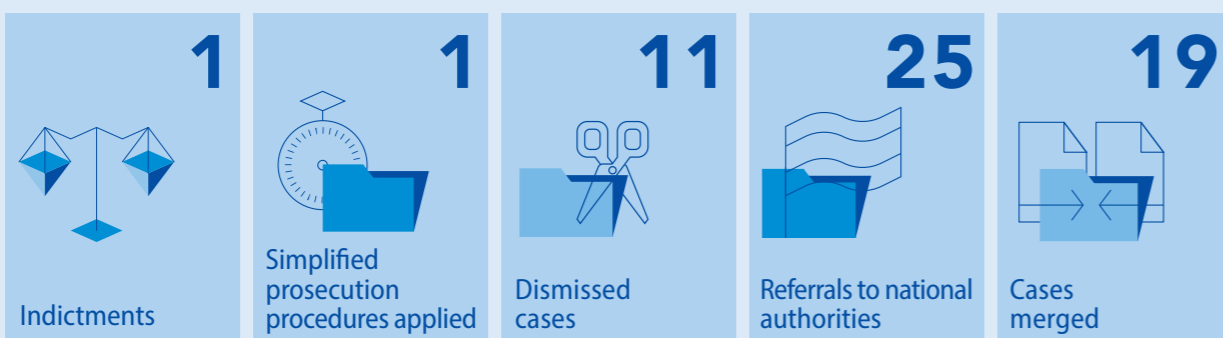 1
Indictments
1
Simplified
prosecution
procedures applied
11
Dismissed
cases
25
Referrals to national
authorities
19
Cases
merged